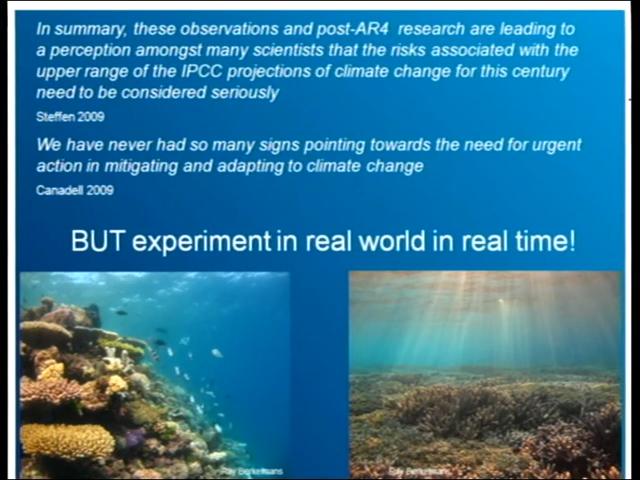 In summary, these observations and post-AR4 research are leading to
a perception amongst many scientists that the risks associated with the
upper range of the IPCC projections of climate change for this century
need to be considered seriously
Steffen 2009
We have never had so many signs pointing towards the need for urgent
action in mitigating and adapting to climate change
Canadell 2009
BUT experiment in real world in real time!
Ray Berkelmans
Ray Berkelmans